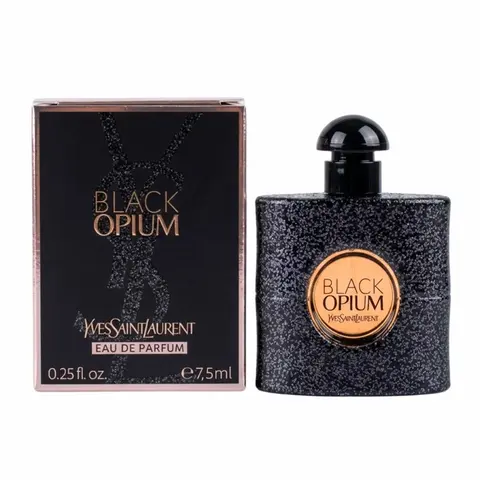 BLACK
OPIUM
YVESSAINTLAURENT
EAU DE PARFUM
0.25 fl. oz. ℮7,5ml
BLACK
OPIUM
YVESSAINTLAURENT